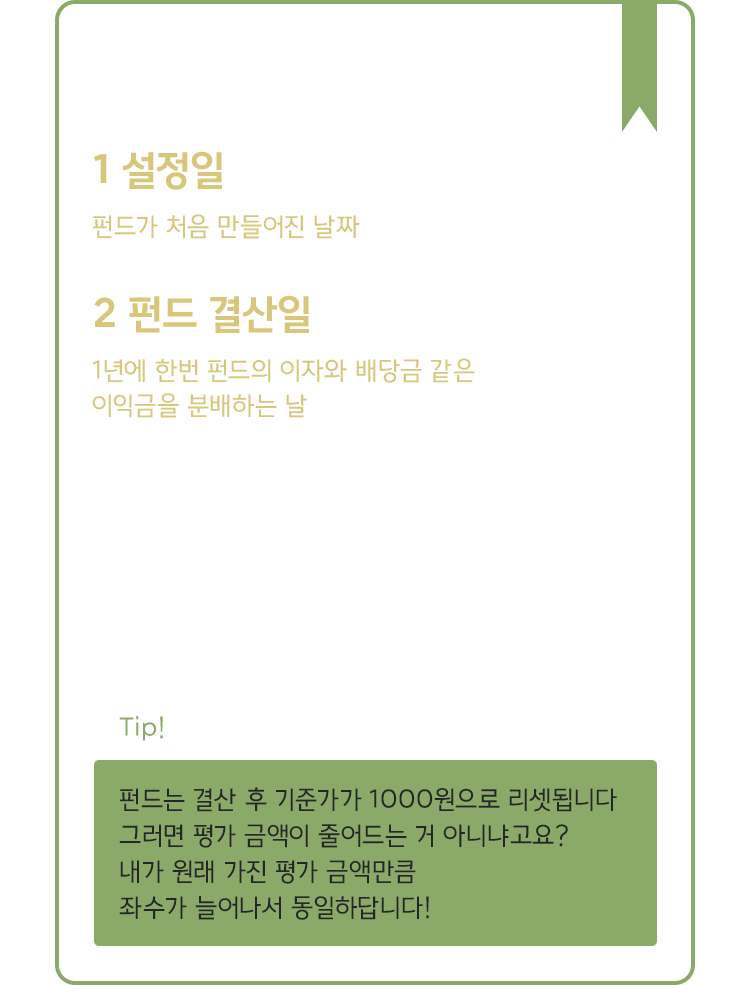 1 설정일
펀드가 처음 만들어진 날짜
2 펀드 결산일
1년에 한번 펀드의 이자와 배당금 같은
이익금을 분배하는 날
Tip!
펀드는 결산 후 기준가가 1000원으로 리셋됩니다
그러면 평가 금액이 줄어드는 거 아니냐고요?
내가 원래 가진 평가 금액만큼
좌수가 늘어나서 동일하답니다!